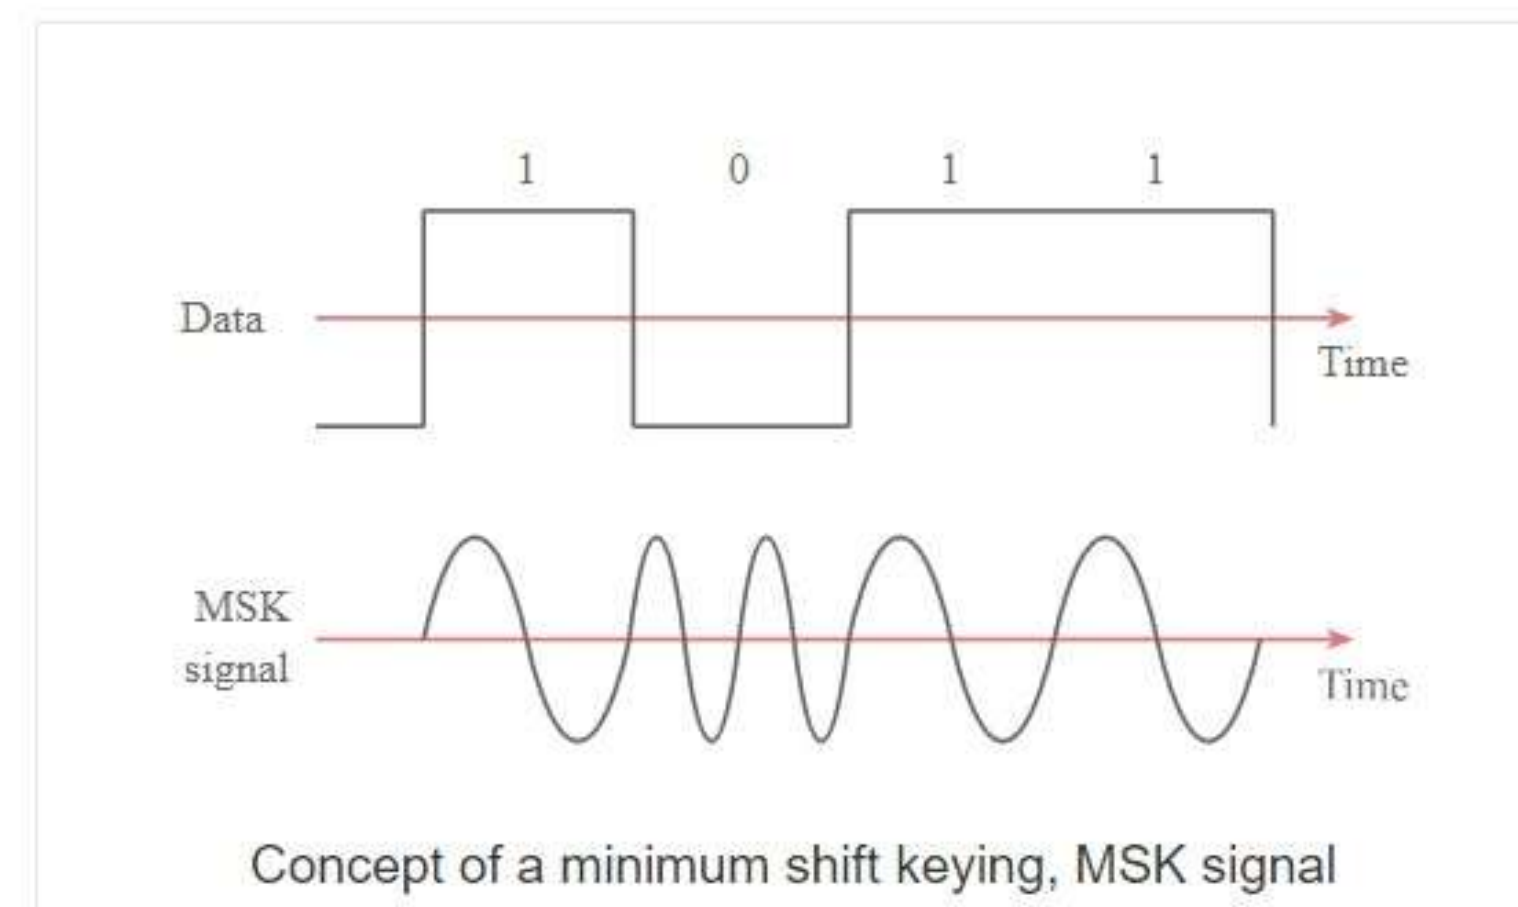 1 0 1 1
Data
Time
MSK
signal
Time
Concept of a minimum shift keying, MSK signal